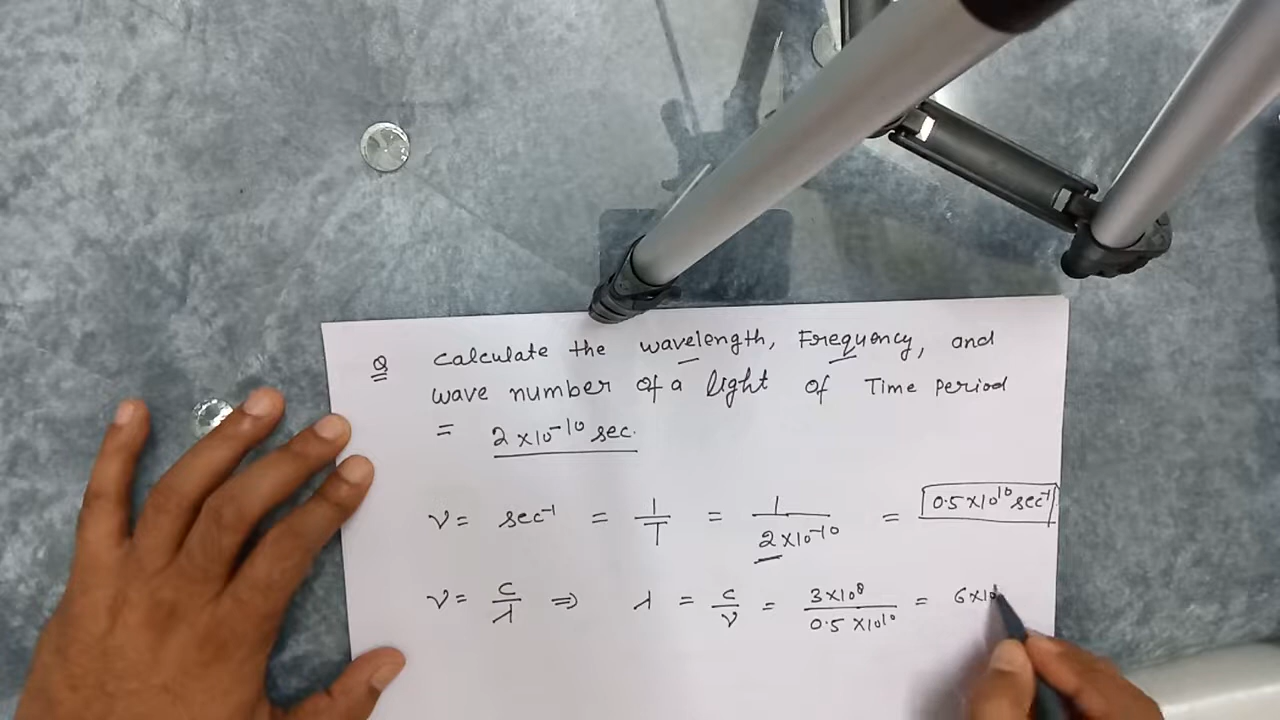 Q Calculate the wavelength, Frequency, and
wave number of a light of Time Period
= 2×10⁻¹⁰ sec.
ν = sec⁻¹ = 1/T = 1/2×10⁻¹⁰ = 0.5×10¹⁰ sec⁻¹
ν = c/λ ⇒ λ = c/ν = 3×10⁸/0.5×10¹⁰ = 6×10